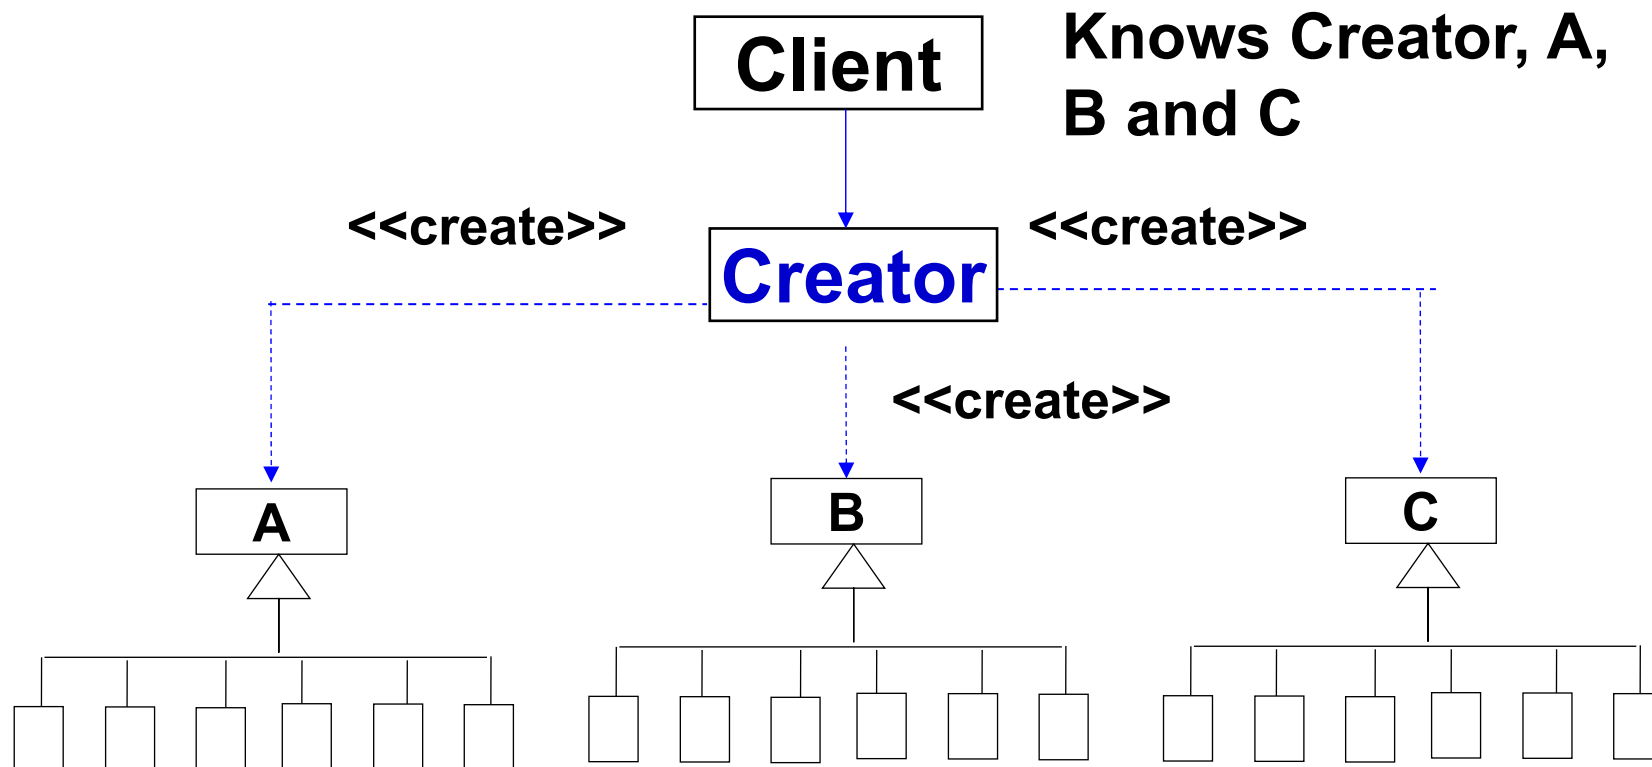 Client
Knows Creator, A,
B and C
<<create>>
<<create>>
Creator
<<create>>
A
B
C